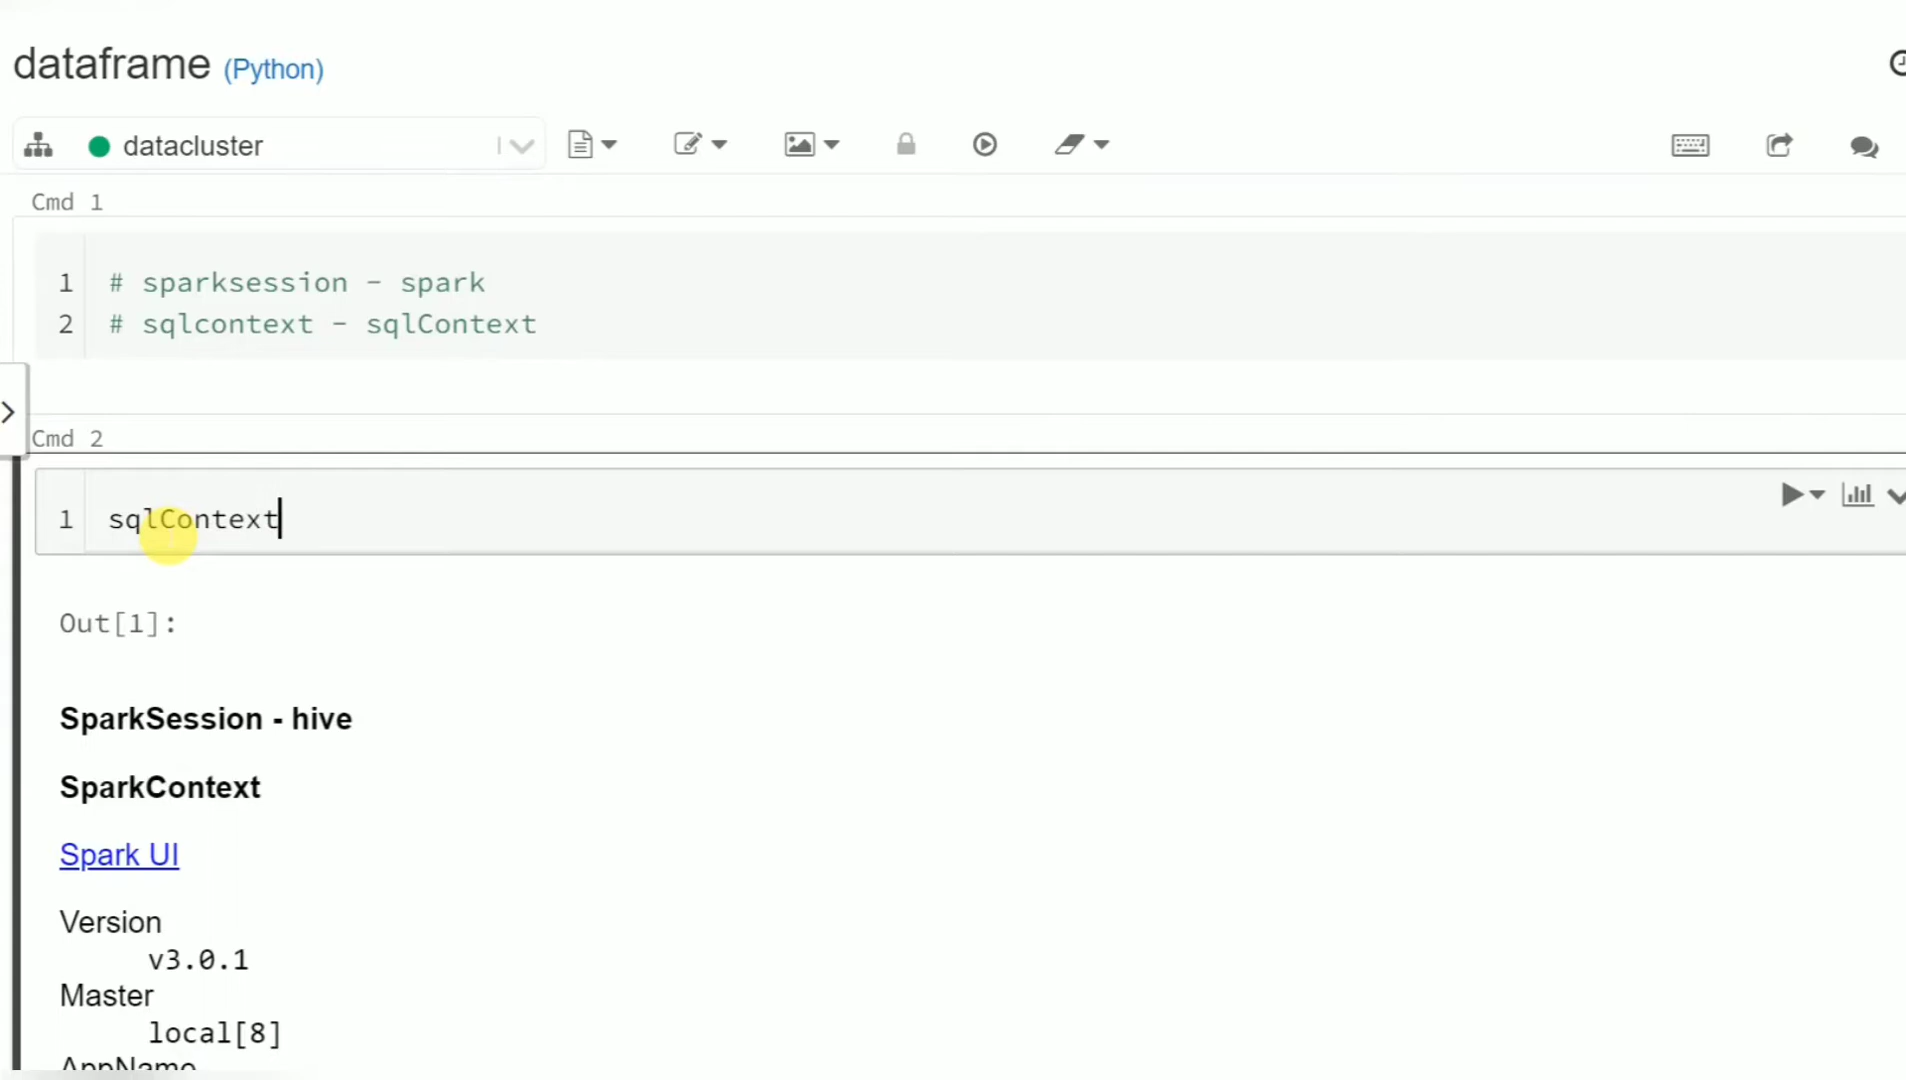 dataframe (Python)
datacluster
Cmd 1
1 # sparksession - spark
2 # sqlcontext - sqlContext
Cmd 2
1 sqlContext
Out[1]:
SparkSession - hive
SparkContext
Spark UI
Version
v3.0.1
Master
local[8]
AppName